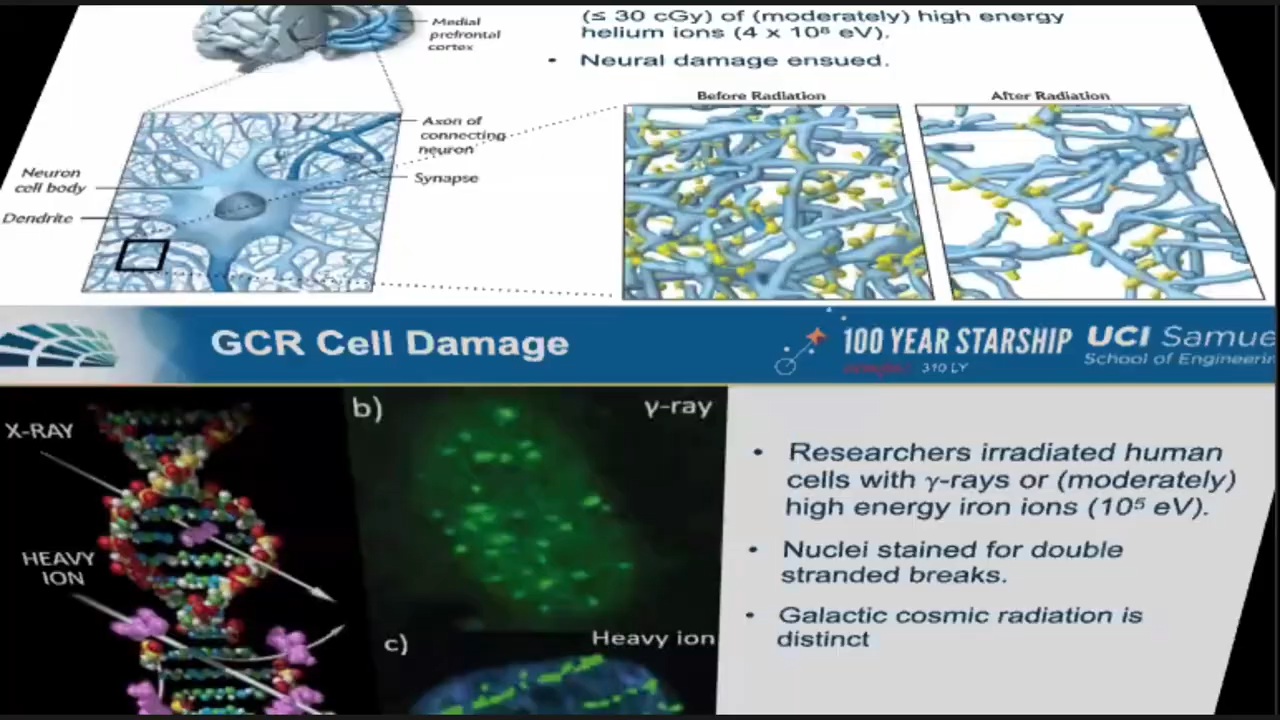 Medial
prefrontal
cortex
(≤ 30 cGy) of (moderately) high energy
helium ions (4 x 10⁸ eV).
• Neural damage ensued.
Before Radiation
After Radiation
Axon of
connecting
neuron
Synapse
Neuron
cell body
Dendrite
GCR Cell Damage
100 YEAR STARSHIP
310 LY
UCI Samue
School of Engineerin
X-RAY
HEAVY
ION
b)
γ-ray
c)
Heavy ion
• Researchers irradiated human
cells with γ-rays or (moderately)
high energy iron ions (10⁵ eV).
• Nuclei stained for double
stranded breaks.
• Galactic cosmic radiation is
distinct